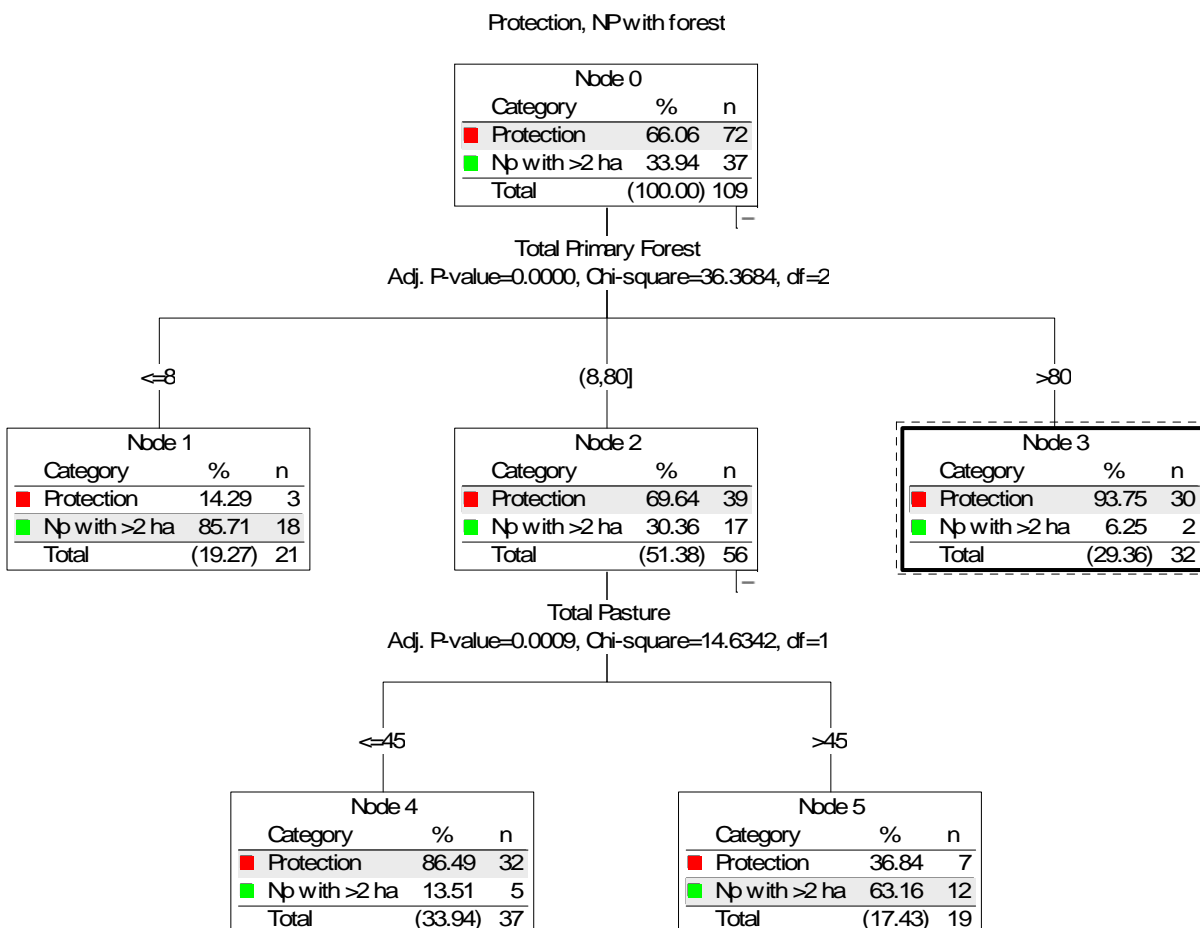 Protection, NP with forest
Node 0
Category % n
Protection 66.06 72
Np with >2 ha 33.94 37
Total (100.00) 109
Total Primary Forest
Adj. P-value=0.0000, Chi-square=36.3684, df=2
<=8
(8,80]
>80
Node 1
Category % n
Protection 14.29 3
Np with >2 ha 85.71 18
Total (19.27) 21
Node 2
Category % n
Protection 69.64 39
Np with >2 ha 30.36 17
Total (51.38) 56
Node 3
Category % n
Protection 93.75 30
Np with >2 ha 6.25 2
Total (29.36) 32
Total Pasture
Adj. P-value=0.0009, Chi-square=14.6342, df=1
<=45
>45
Node 4
Category % n
Protection 86.49 32
Np with >2 ha 13.51 5
Total (33.94) 37
Node 5
Category % n
Protection 36.84 7
Np with >2 ha 63.16 12
Total (17.43) 19